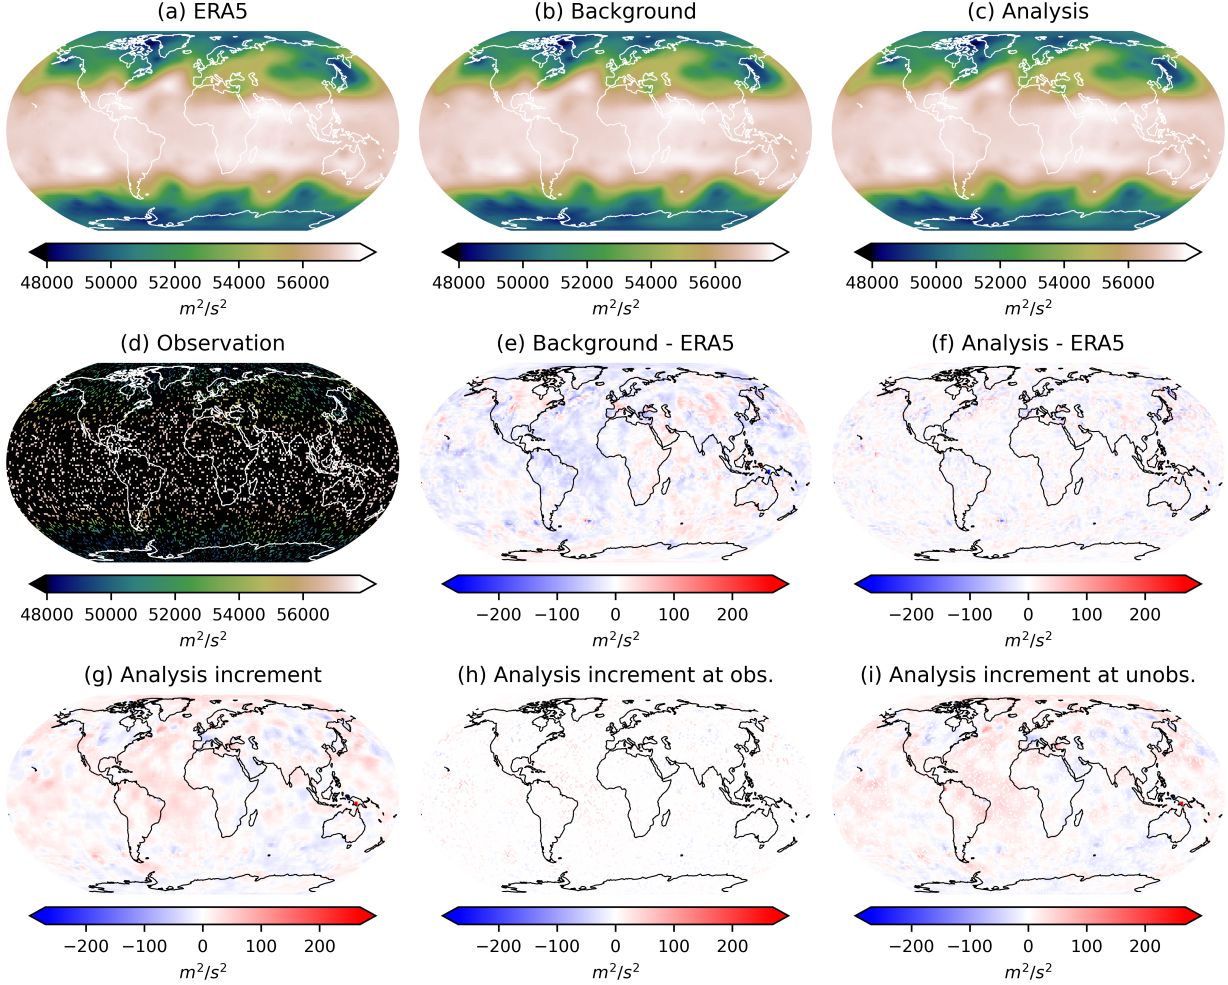 (a) ERA5
(b) Background
(c) Analysis
48000 50000 52000 54000 56000
48000 50000 52000 54000 56000
48000 50000 52000 54000 56000
m²/s²
m²/s²
m²/s²
(d) Observation
(e) Background - ERA5
(f) Analysis - ERA5
48000 50000 52000 54000 56000
−200 −100 0 100 200
−200 −100 0 100 200
m²/s²
m²/s²
m²/s²
(g) Analysis increment
(h) Analysis increment at obs.
(i) Analysis increment at unobs.
−200 −100 0 100 200
−200 −100 0 100 200
−200 −100 0 100 200
m²/s²
m²/s²
m²/s²